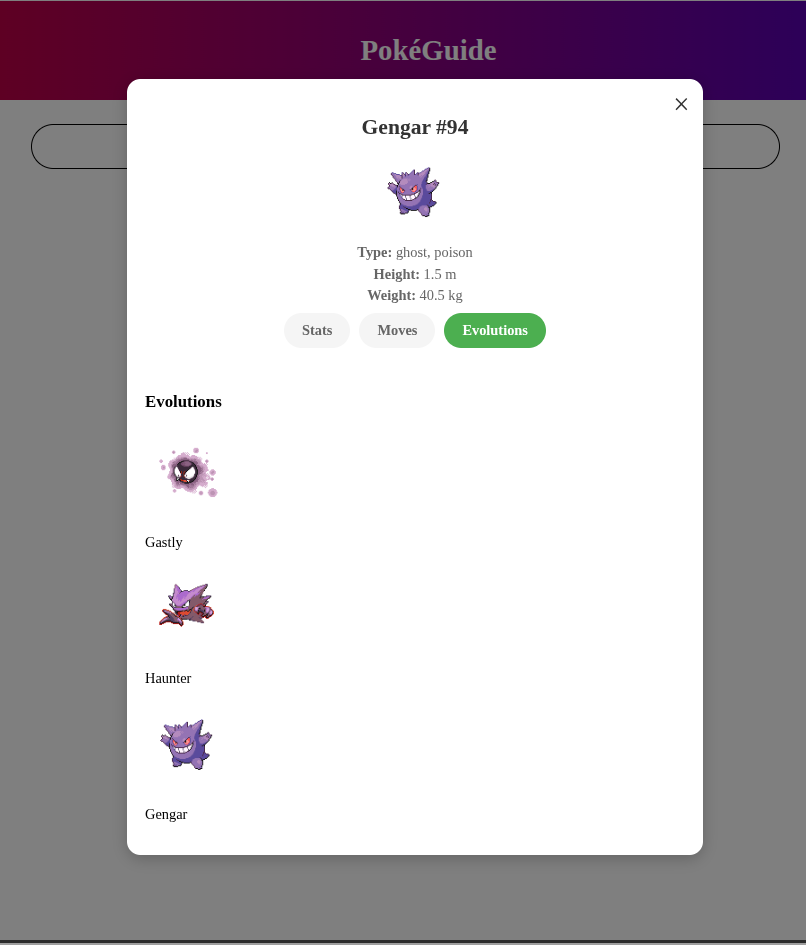 PokéGuide
Gengar #94
Type: ghost, poison
Height: 1.5 m
Weight: 40.5 kg
Stats Moves Evolutions
Evolutions
Gastly
Haunter
Gengar